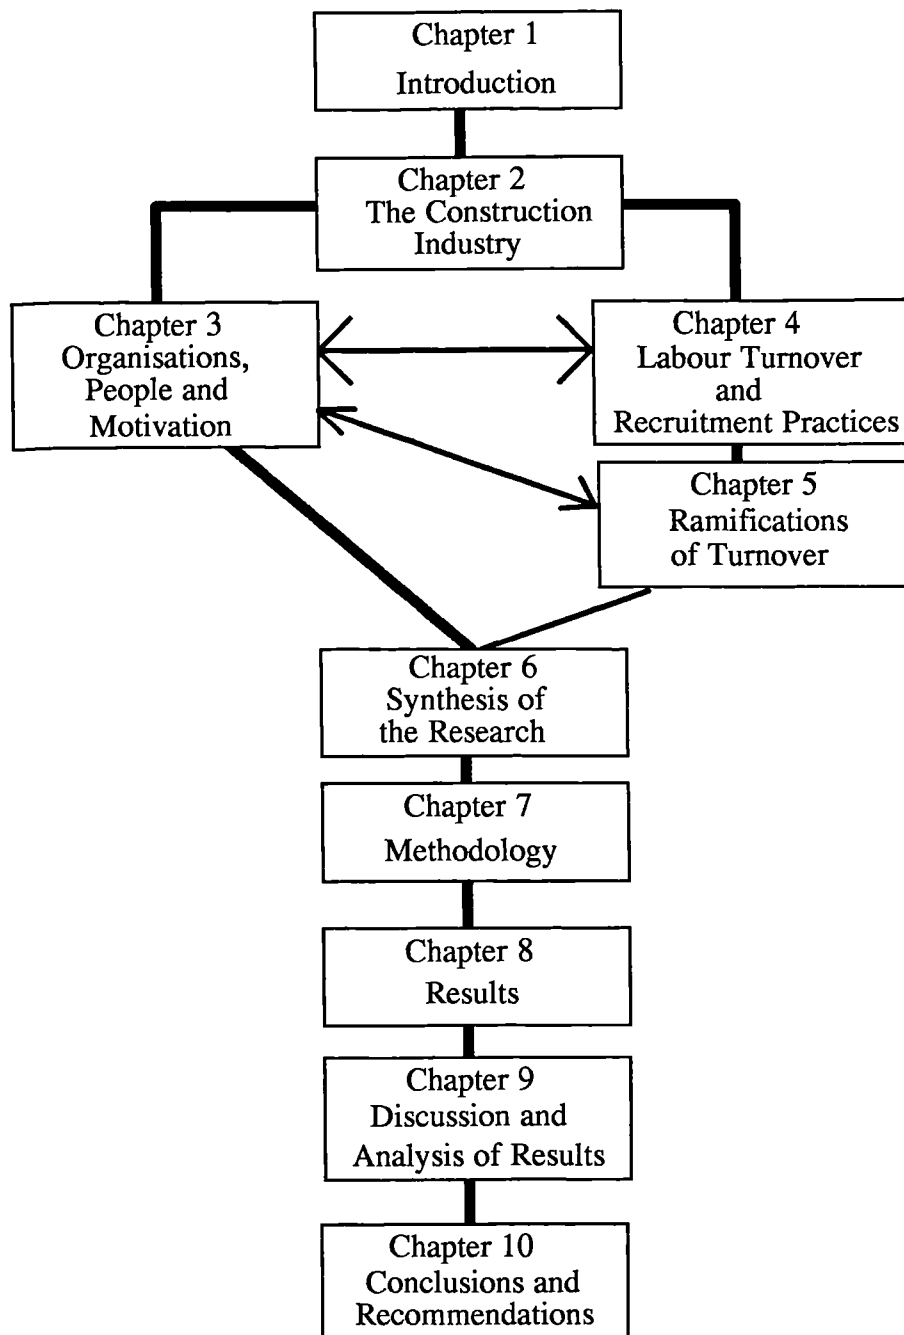 Chapter 1
Introduction
Chapter 2
The Construction
Industry
Chapter 3
Organisations,
People and
Motivation
Chapter 4
Labour Turnover
and
Recruitment Practices
Chapter 5
Ramifications
of Turnover
Chapter 6
Synthesis of
the Research
Chapter 7
Methodology
Chapter 8
Results
Chapter 9
Discussion and
Analysis of Results
Chapter 10
Conclusions and
Recommendations